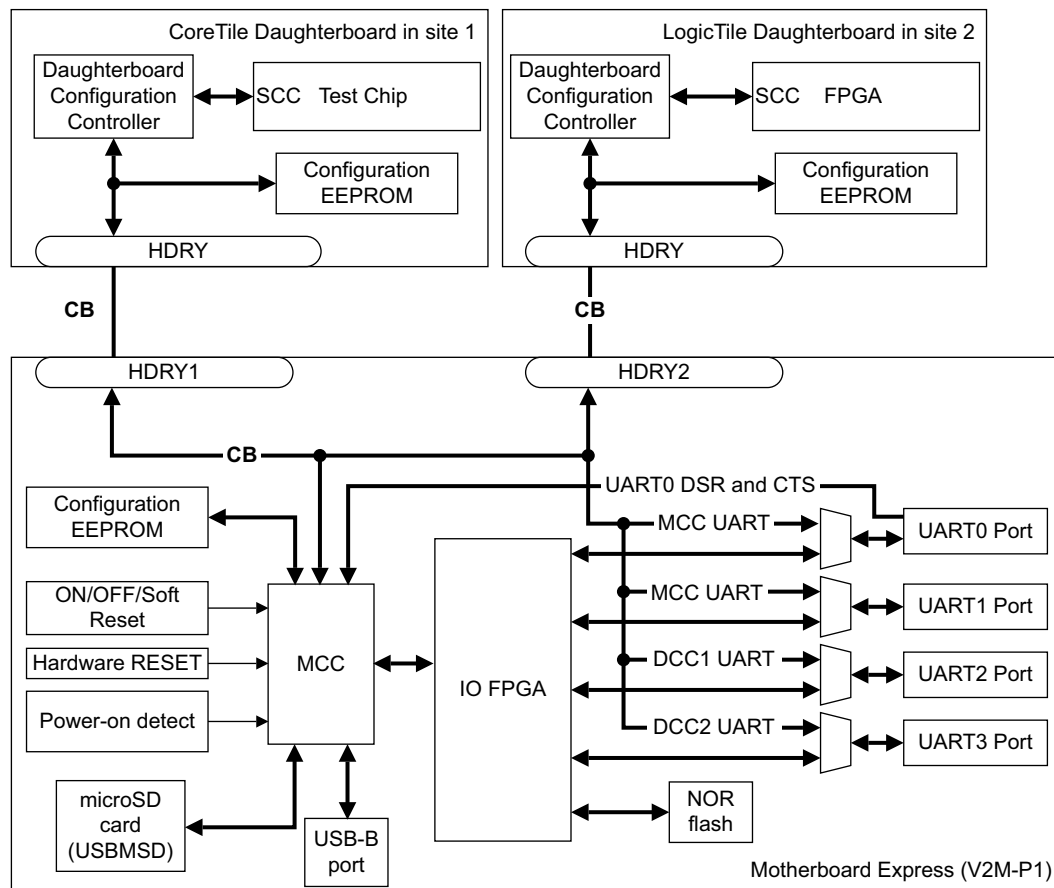 CoreTile Daughterboard in site 1
Daughterboard
Configuration
Controller
SCC Test Chip
Configuration
EEPROM
HDRY
LogicTile Daughterboard in site 2
Daughterboard
Configuration
Controller
SCC FPGA
Configuration
EEPROM
HDRY
CB
CB
HDRY1
HDRY2
CB
UART0 DSR and CTS
Configuration
EEPROM
MCC UART
UART0 Port
ON/OFF/Soft
Reset
MCC UART
UART1 Port
Hardware RESET
MCC
IO FPGA
DCC1 UART
UART2 Port
Power-on detect
DCC2 UART
UART3 Port
microSD
card
(USBMSD)
USB-B
port
NOR
flash
Motherboard Express (V2M-P1)